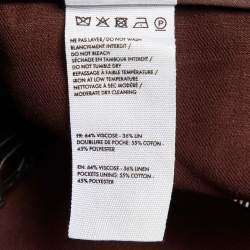 NE PAS LAVER / DO NOT WASH
BLANCHIMENT INTERDIT /
DO NOT BLEACH
SÉCHAGE EN TAMBOUR INTERDIT /
DO NOT TUMBLE DRY
REPASSAGE À FAIBLE TEMPÉRATURE /
IRON AT LOW TEMPERATURE
NETTOYAGE À SEC MODÉRÉ /
MODERATE DRY CLEANING
FR: 64% VISCOSE - 36% LIN
DOUBLURE DE POCHE: 55% COTON -
45% POLYESTER
EN: 64% VISCOSE - 36% LINEN
POCKETS LINING: 55% COTTON -
45% POLYESTER